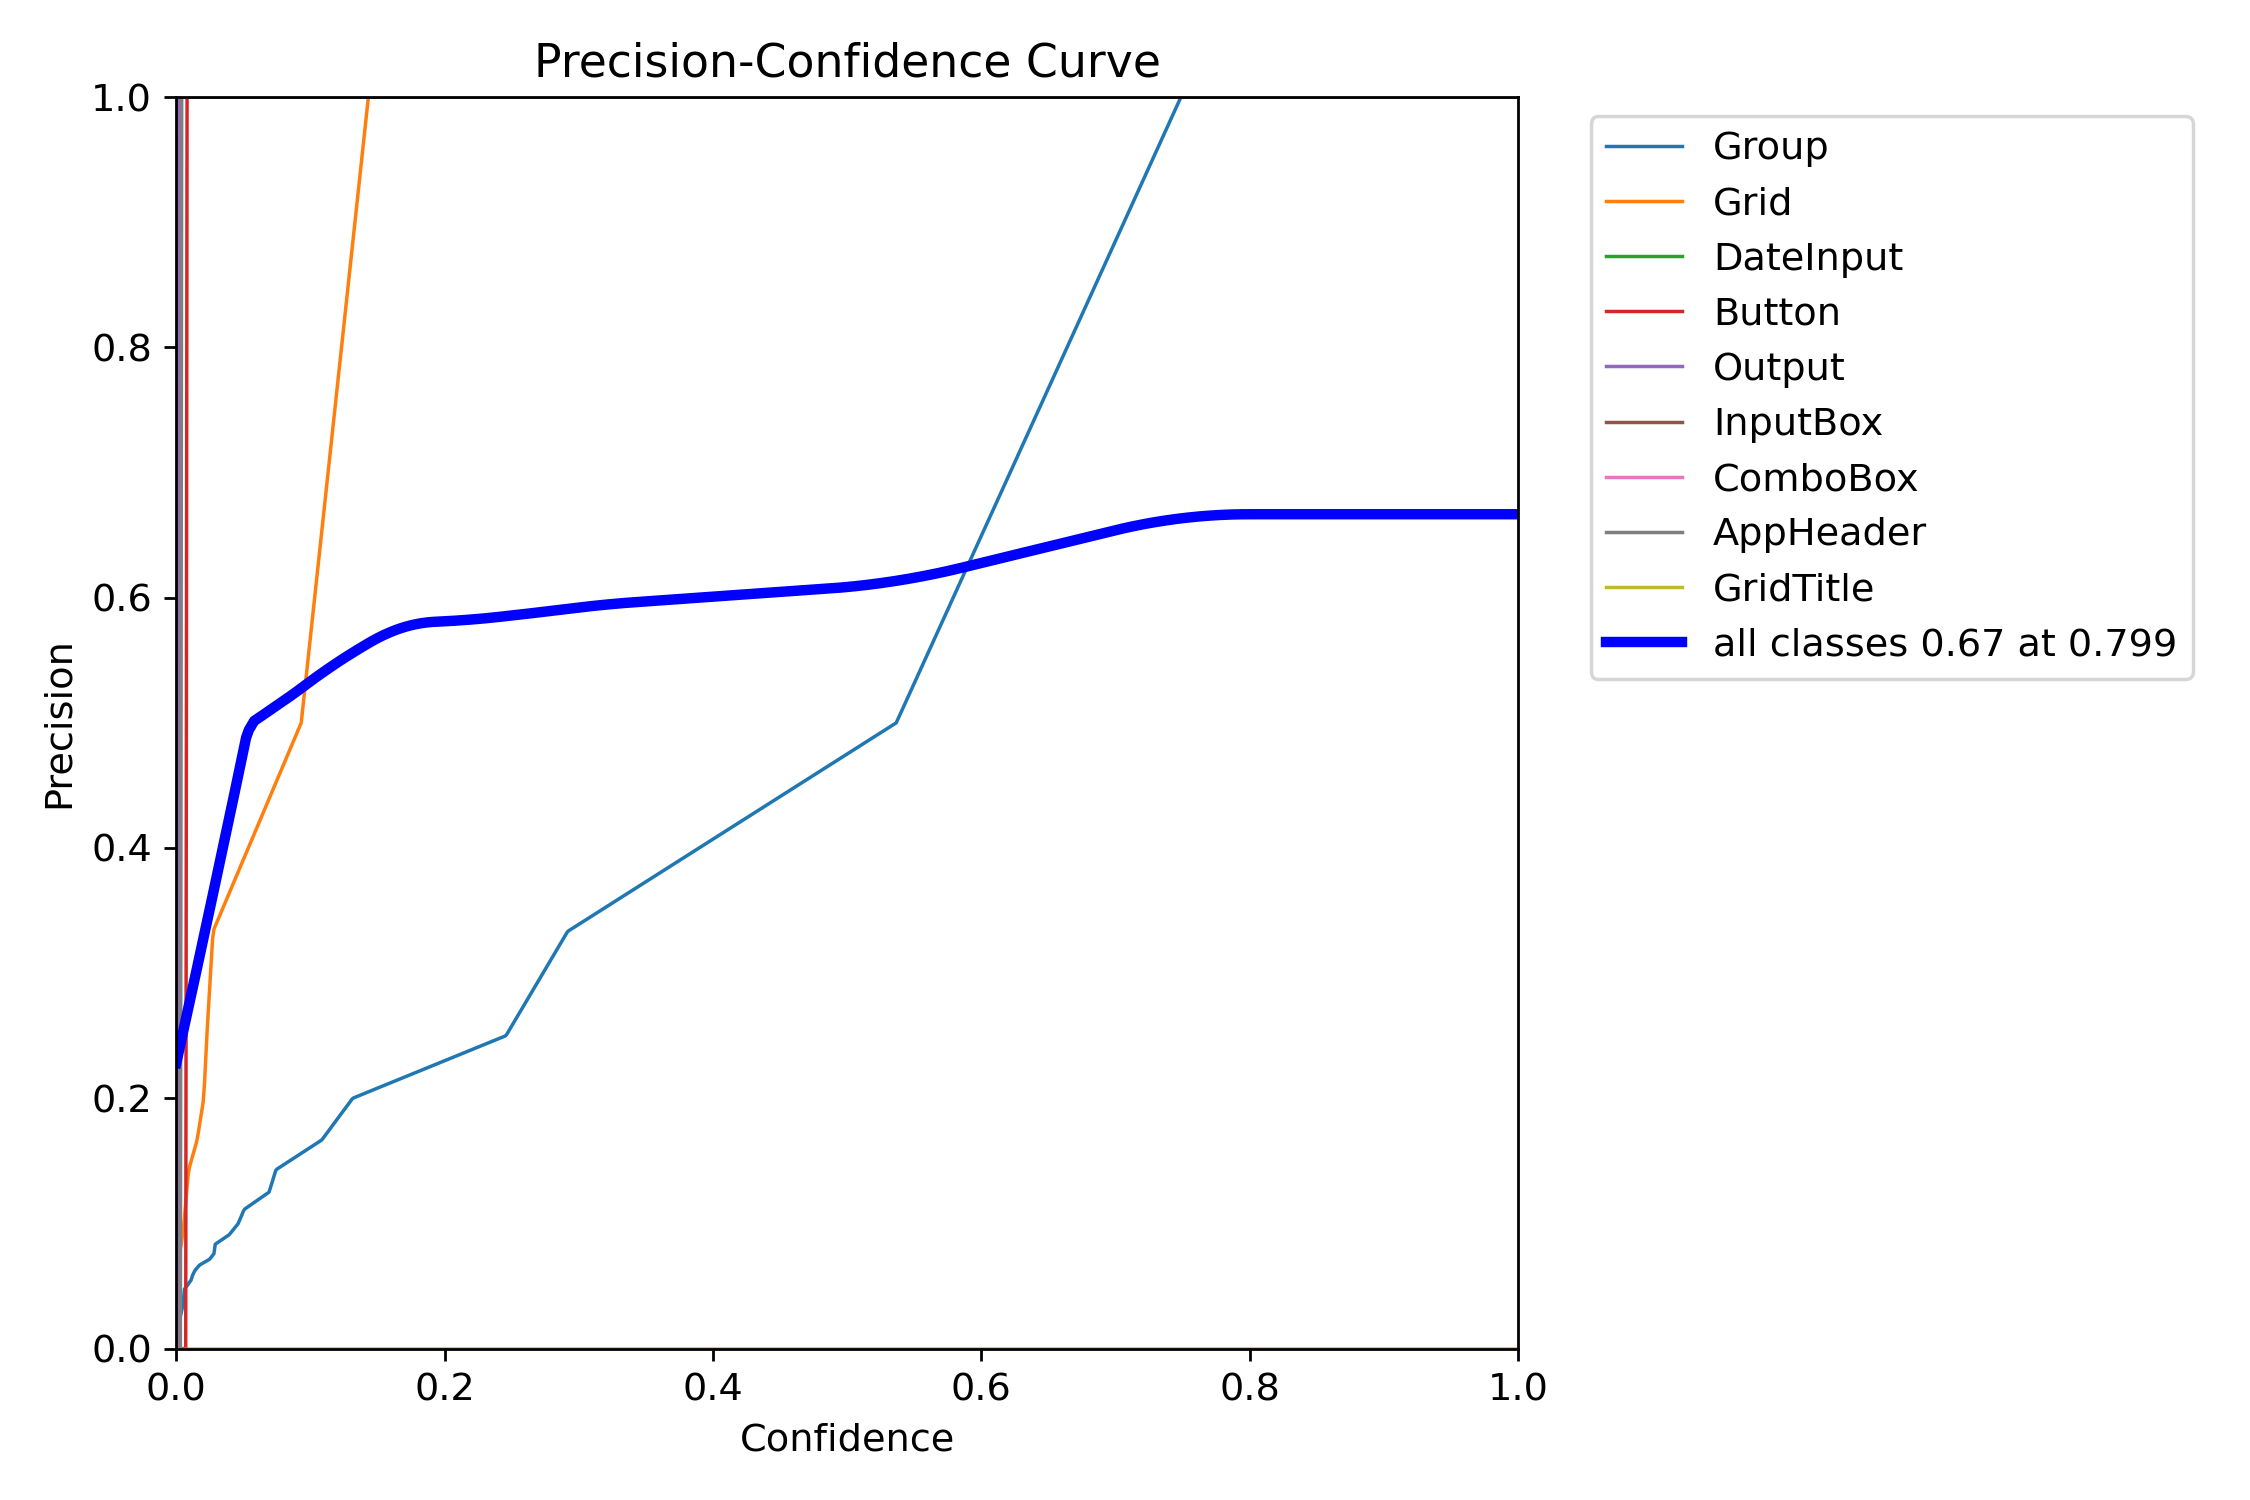 Precision-Confidence Curve
1.0
0.8
0.6
0.4
0.2
0.0
Precision
0.0 0.2 0.4 0.6 0.8 1.0
Confidence
Group
Grid
DateInput
Button
Output
InputBox
ComboBox
AppHeader
GridTitle
all classes 0.67 at 0.799